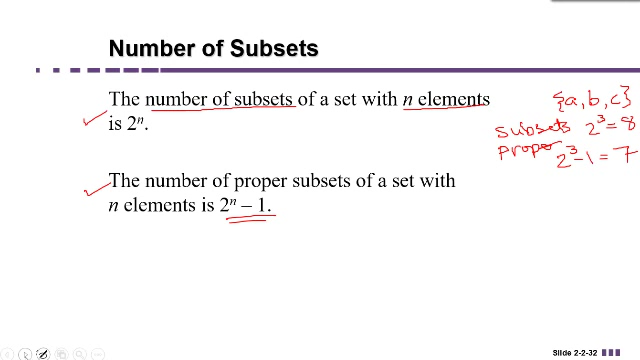 Number of Subsets
The number of subsets of a set with n elements
is 2ⁿ.
{a, b, c}
subsets 2³ = 8
proper 2³ - 1 = 7
The number of proper subsets of a set with
n elements is 2ⁿ – 1.
Slide 2-2-32